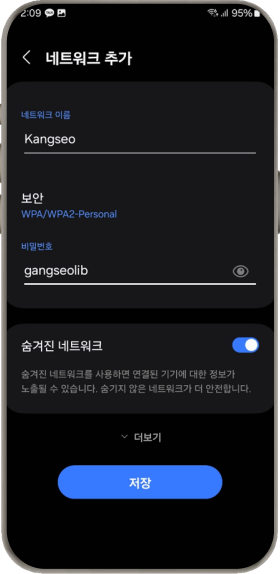 2:09 95%
네트워크 추가
네트워크 이름
Kangseo
보안
WPA/WPA2-Personal
비밀번호
gangseolib
숨겨진 네트워크
숨겨진 네트워크를 사용하면 연결된 기기에 대한 정보가
노출될 수 있습니다. 숨기지 않은 네트워크가 더 안전합니다.
더보기
저장